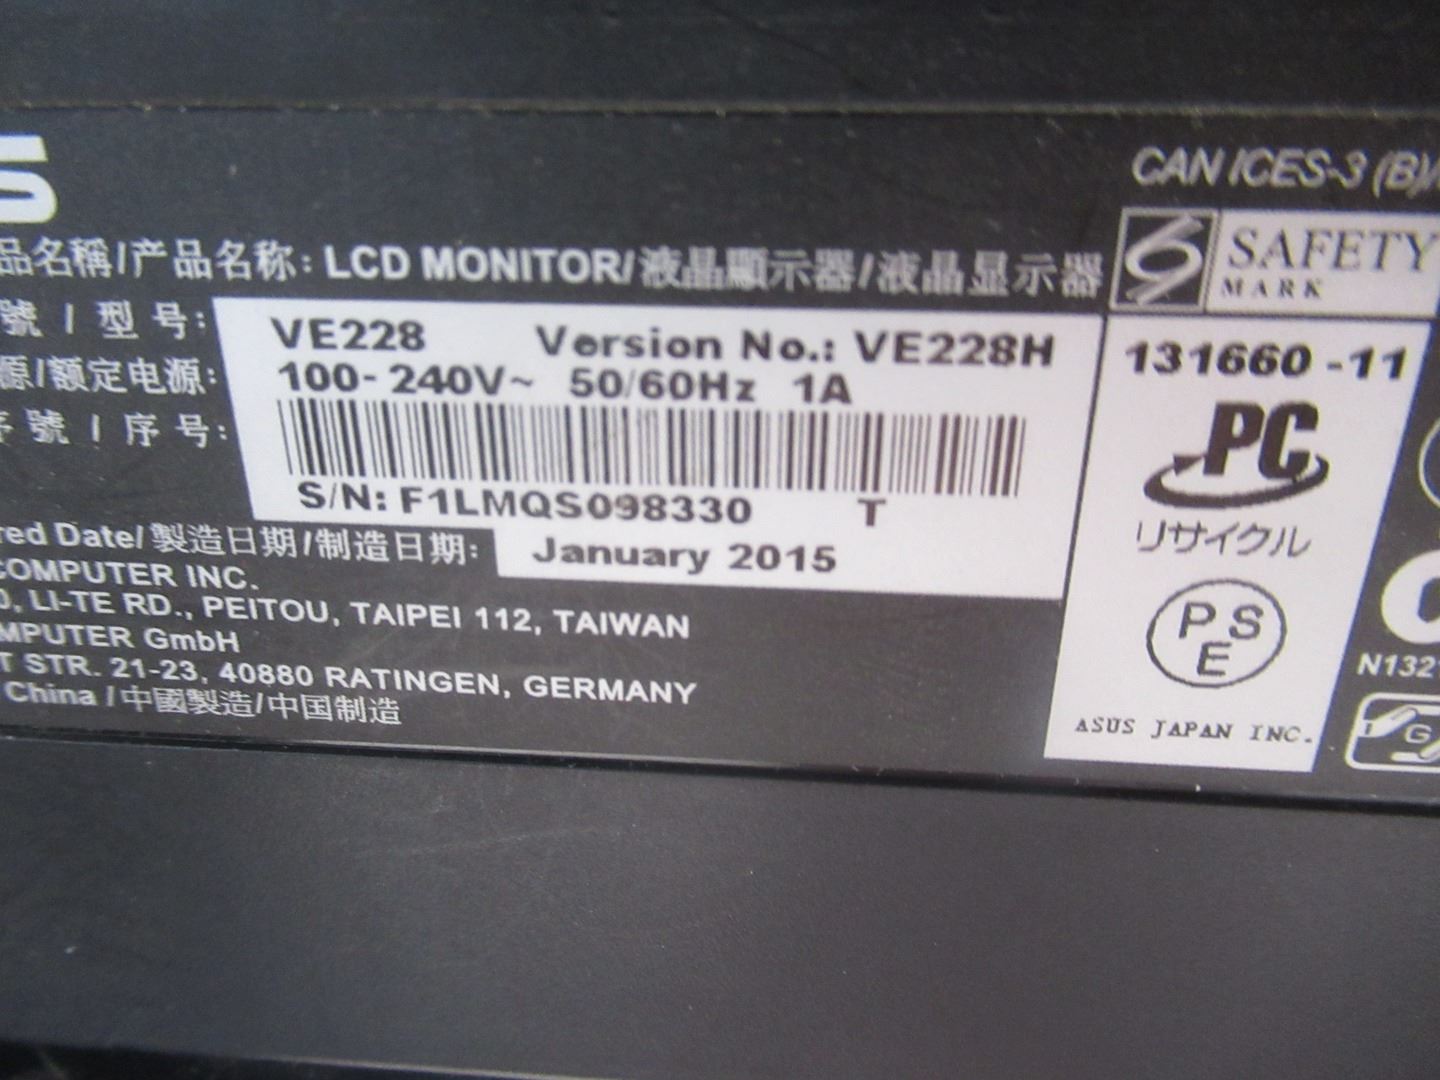 S
CAN ICES-3 (B)/
品名稱/产品名称: LCD MONITOR/液晶顯示器/液晶显示器
SAFETY
MARK
號 / 型 号: VE228 Version No.: VE228H
源/额定电源: 100-240V~ 50/60Hz 1A
序 號 / 序 号:
S/N: F1LMQS098330 T
red Date/製造日期/制造日期: January 2015
COMPUTER INC.
LI-TE RD., PEITOU, TAIPEI 112, TAIWAN
MPUTER GmbH
T STR. 21-23, 40880 RATINGEN, GERMANY
China /中國製造/中国制造
131660 -11
PC
リサイクル
PS
E
ASUS JAPAN INC.
N132
G